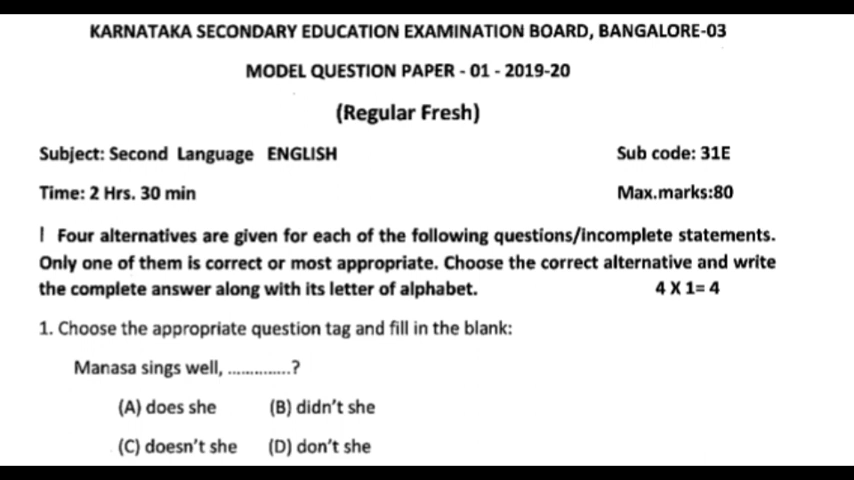 KARNATAKA SECONDARY EDUCATION EXAMINATION BOARD, BANGALORE-03
MODEL QUESTION PAPER - 01 - 2019-20
(Regular Fresh)
Subject: Second Language ENGLISH Sub code: 31E
Time: 2 Hrs. 30 min Max.marks:80
I Four alternatives are given for each of the following questions/incomplete statements.
Only one of them is correct or most appropriate. Choose the correct alternative and write
the complete answer along with its letter of alphabet. 4 X 1= 4
1. Choose the appropriate question tag and fill in the blank:
Manasa sings well, ..............?
(A) does she (B) didn't she
(C) doesn't she (D) don't she